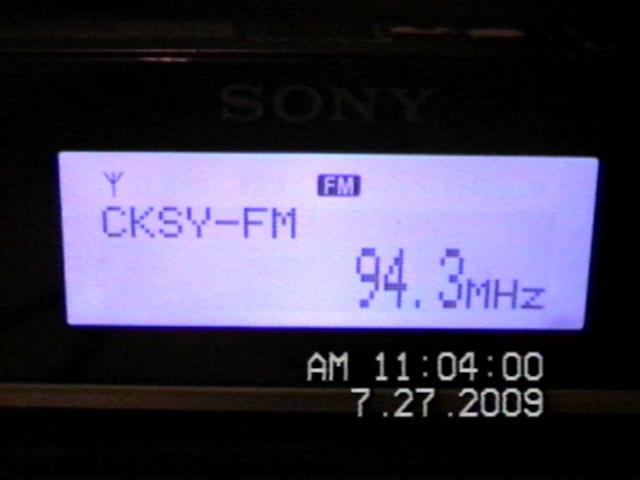 SONY
FM
CKSY-FM
94.3MHz
AM 11:04:00
7.27.2009